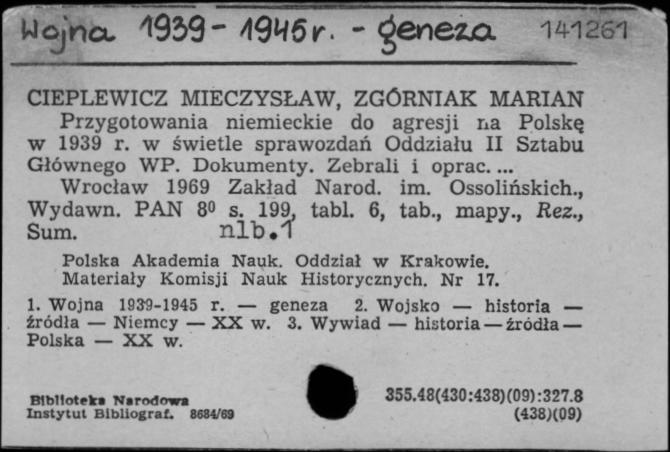 Wojna 1939-1945 r. - geneza 141261
CIEPLEWICZ MIECZYSŁAW, ZGÓRNIAK MARIAN
Przygotowania niemieckie do agresji na Polskę
w 1939 r. w świetle sprawozdań Oddziału II Sztabu
Głównego WP. Dokumenty. Zebrali i oprac. ...
Wrocław 1969 Zakład Narod. im. Ossolińskich.,
Wydawn. PAN 8⁰ s. 199, tabl. 6, tab., mapy., Rez.,
Sum. nlb.1
Polska Akademia Nauk. Oddział w Krakowie.
Materiały Komisji Nauk Historycznych. Nr 17.
1. Wojna 1939-1945 r. — geneza 2. Wojsko — historia —
źródła — Niemcy — XX w. 3. Wywiad — historia — źródła —
Polska — XX w.
Biblioteka Narodowa 355.48(430:438)(09):327.8
Instytut Bibliograf. 8684/69 (438)(09)